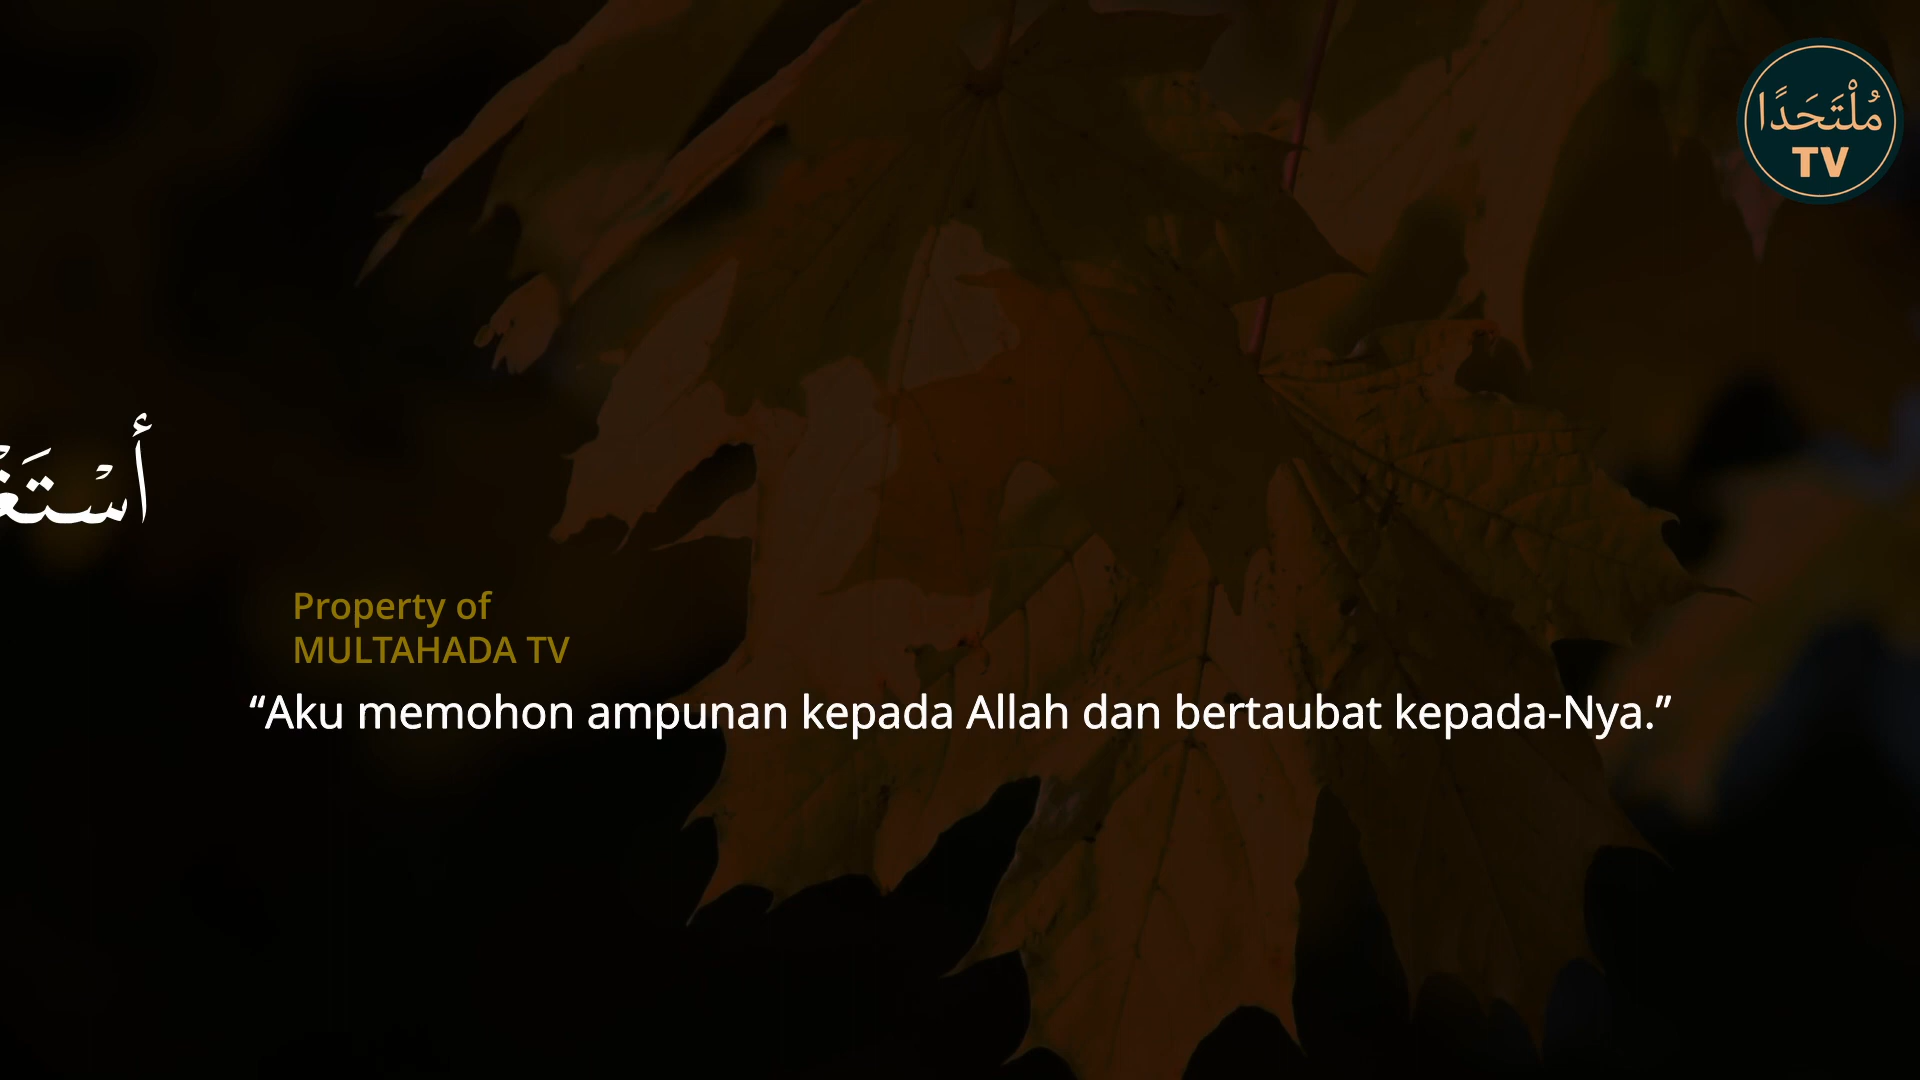 مُلْتَحَدًا
TV
أَسْتَغْ
Property of
MULTAHADA TV
“Aku memohon ampunan kepada Allah dan bertaubat kepada-Nya.”